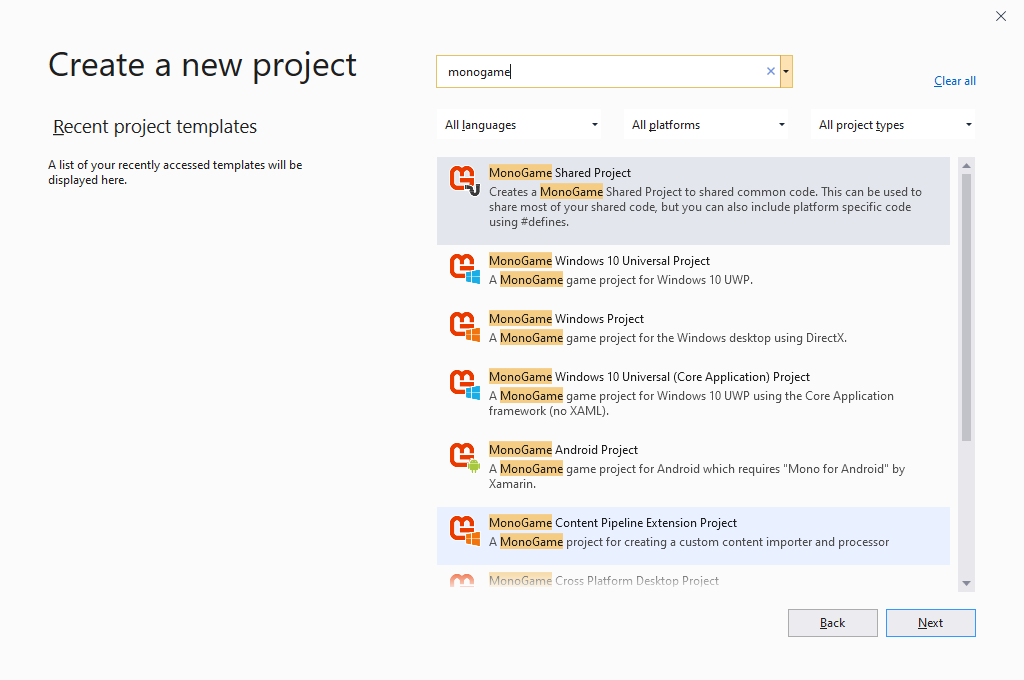 Create a new project
monogame
Clear all
Recent project templates
A list of your recently accessed templates will be
displayed here.
All languages
All platforms
All project types
MonoGame Shared Project
Creates a MonoGame Shared Project to shared common code. This can be used to
share most of your shared code, but you can also include platform specific code
using #defines.
MonoGame Windows 10 Universal Project
A MonoGame game project for Windows 10 UWP.
MonoGame Windows Project
A MonoGame game project for the Windows desktop using DirectX.
MonoGame Windows 10 Universal (Core Application) Project
A MonoGame game project for Windows 10 UWP using the Core Application
framework (no XAML).
MonoGame Android Project
A MonoGame game project for Android which requires "Mono for Android" by
Xamarin.
MonoGame Content Pipeline Extension Project
A MonoGame project for creating a custom content importer and processor
MonoGame Cross Platform Desktop Project
Back
Next